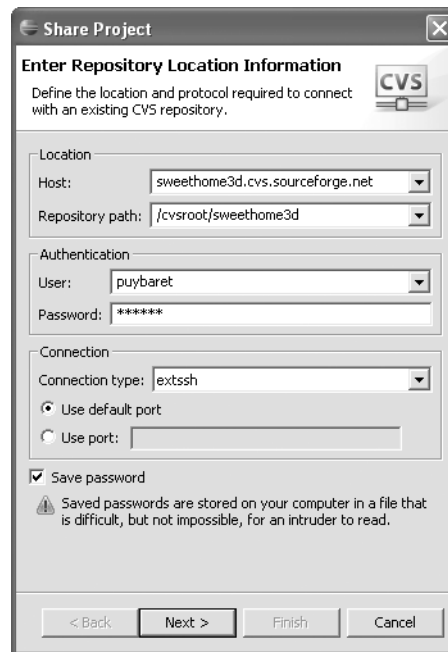 Share Project
Enter Repository Location Information
Define the location and protocol required to connect
with an existing CVS repository.
CVS
Location
Host: sweethome3d.cvs.sourceforge.net
Repository path: /cvsroot/sweethome3d
Authentication
User: puybaret
Password: ******
Connection
Connection type: extssh
Use default port
Use port:
Save password
Saved passwords are stored on your computer in a file that
is difficult, but not impossible, for an intruder to read.
< Back Next > Finish Cancel